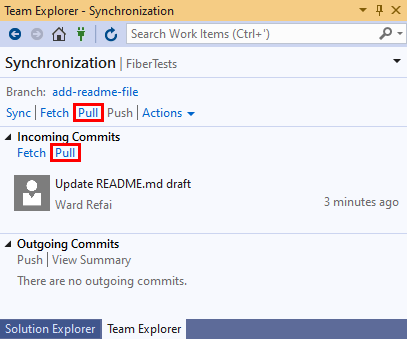 Team Explorer - Synchronization
Search Work Items (Ctrl+')
Synchronization | FiberTests
Branch: add-readme-file
Sync | Fetch Pull Push | Actions
Incoming Commits
Fetch Pull
Update README.md draft
Ward Refai 3 minutes ago
Outgoing Commits
Push | View Summary
There are no outgoing commits.
Solution Explorer Team Explorer